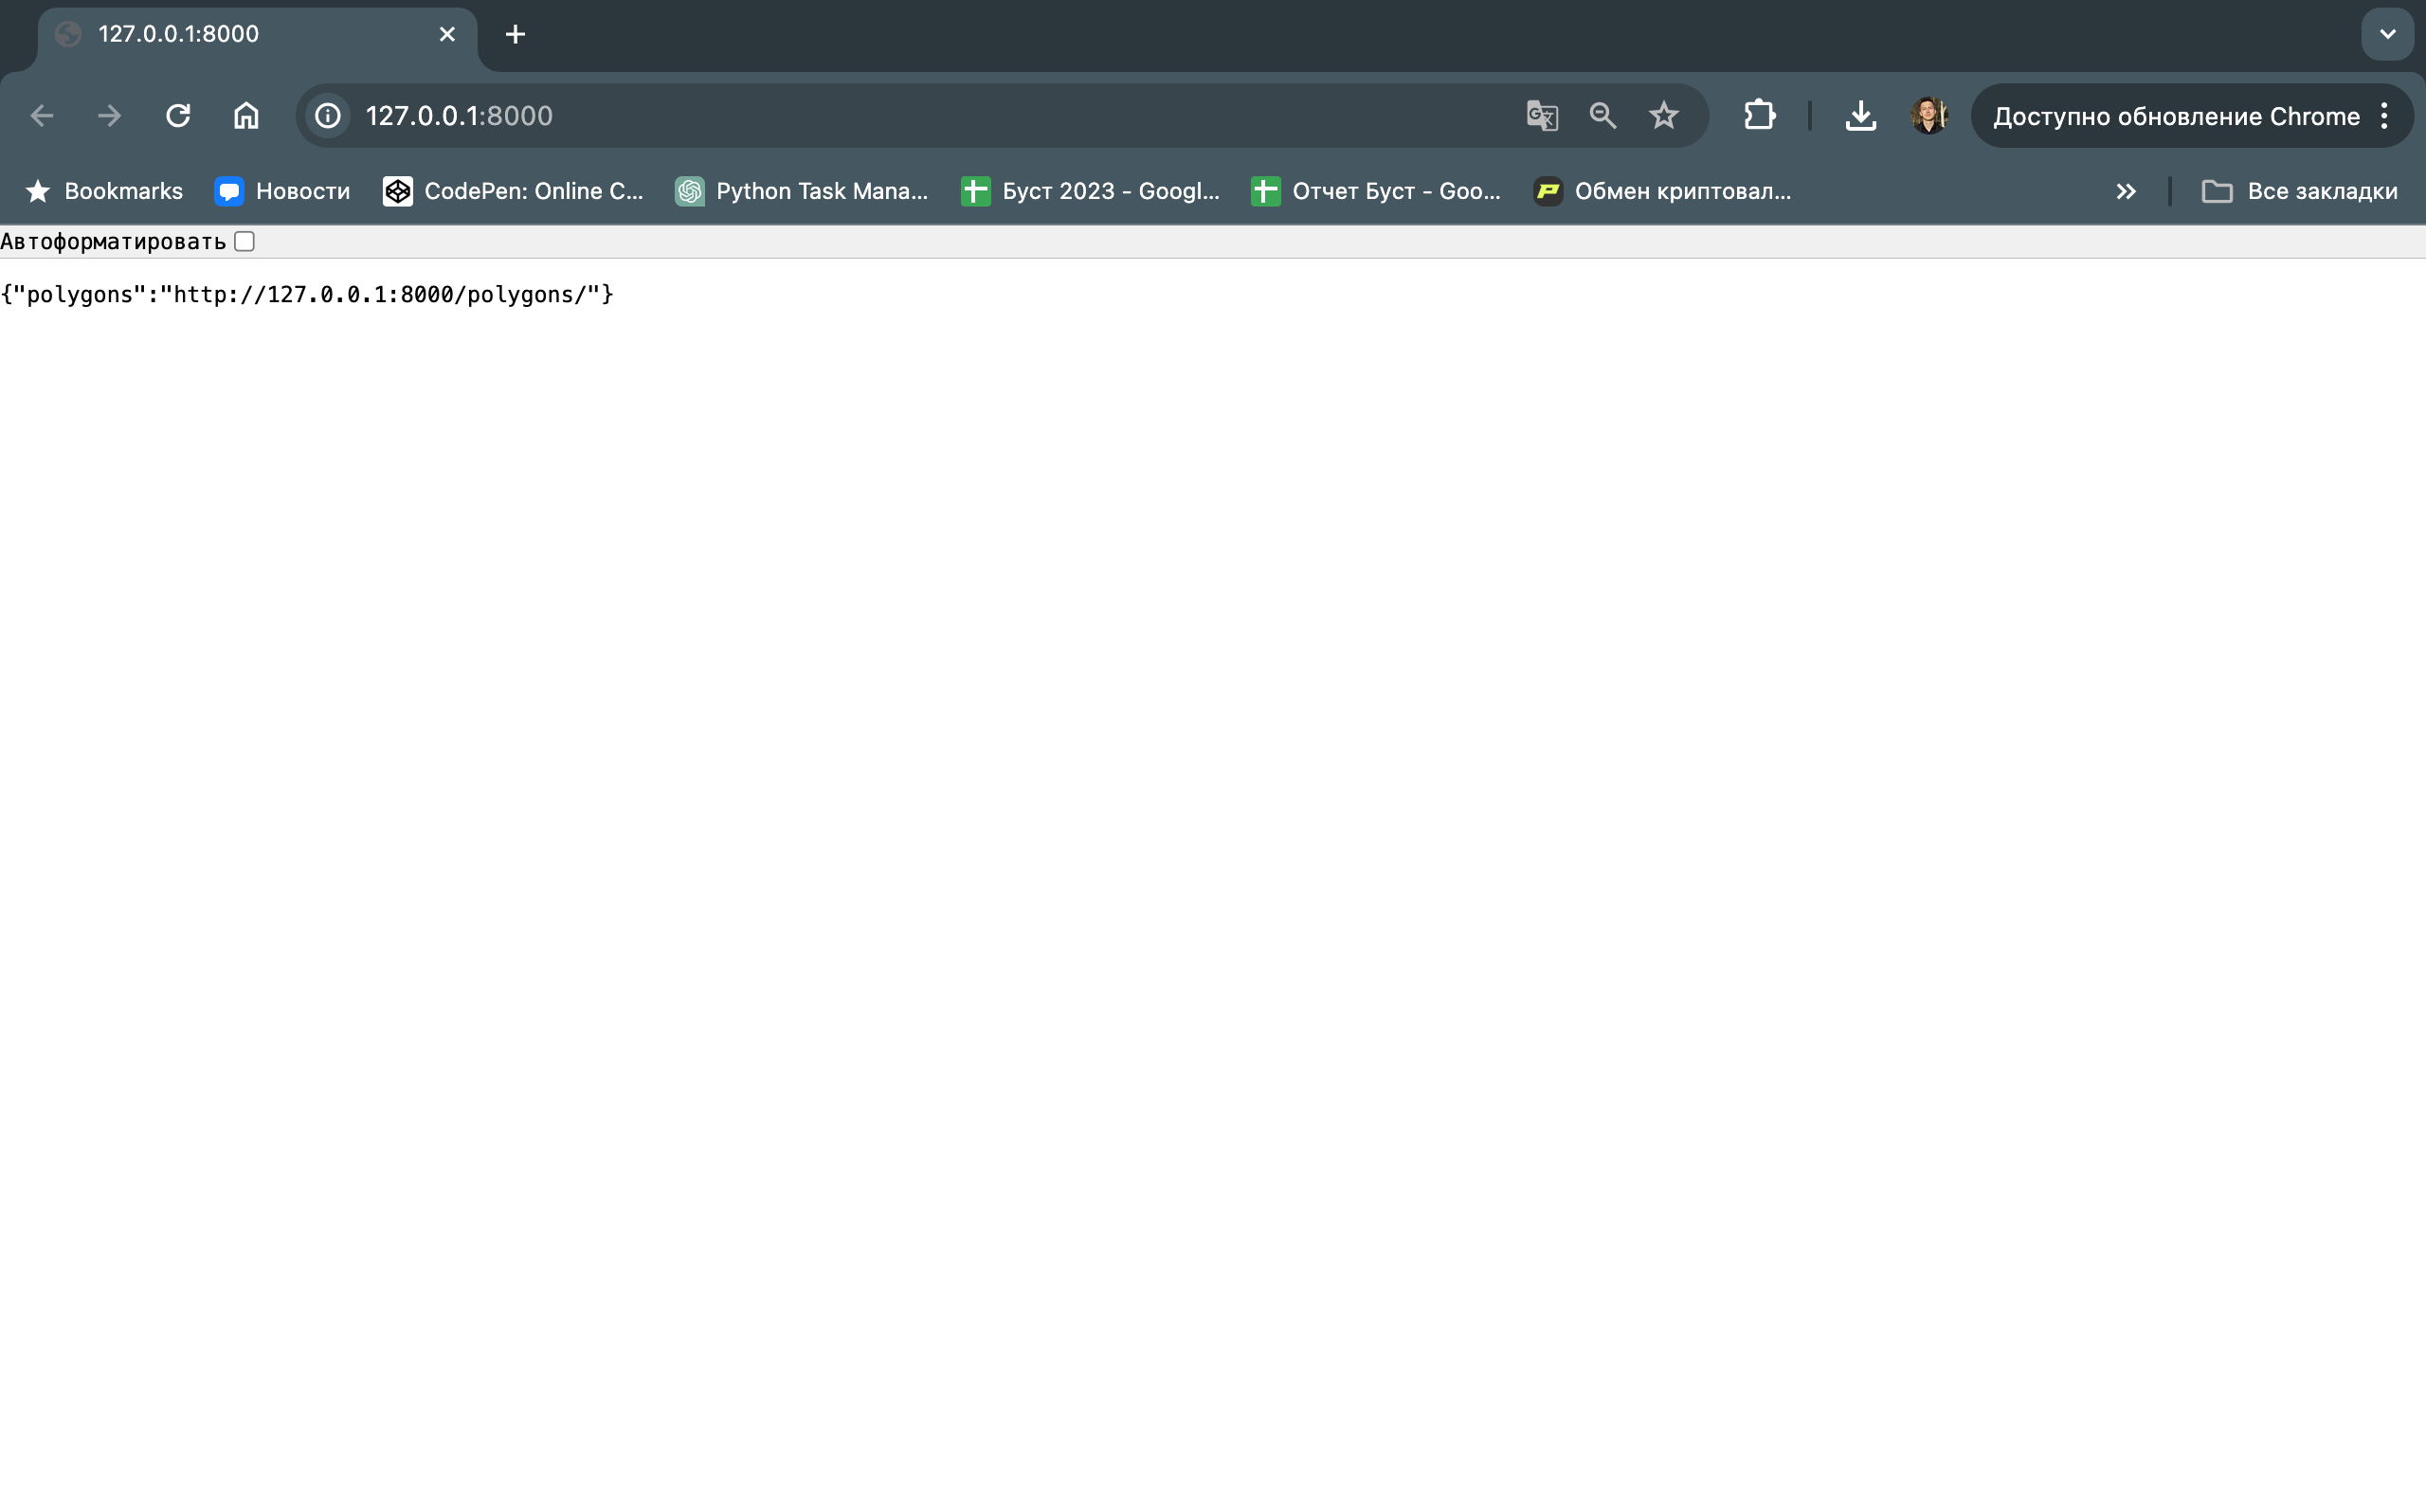 127.0.0.1:8000
127.0.0.1:8000
Доступно обновление Chrome
Bookmarks
Новости
CodePen: Online C...
Python Task Mana...
Буст 2023 - Googl...
Отчет Буст - Goo...
Обмен криптовал...
Все закладки
Автоформатировать
{"polygons":"http://127.0.0.1:8000/polygons/"}